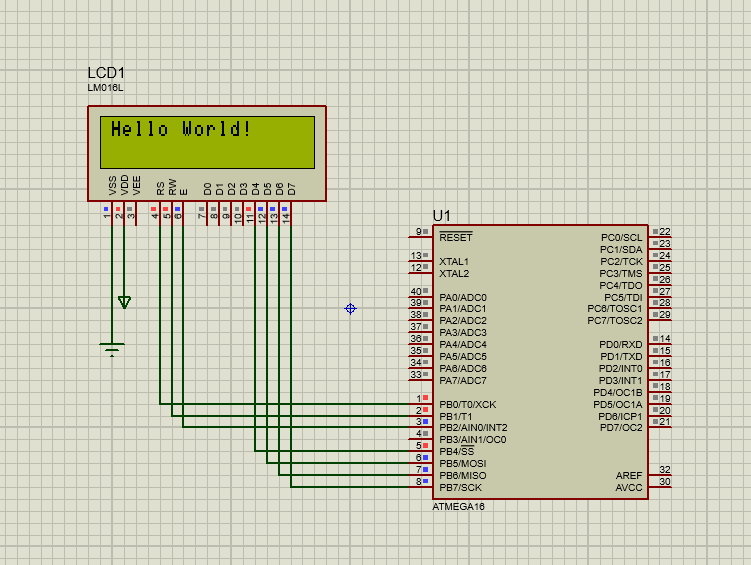 LCD1
LM016L
Hello World!
VSS VDD VEE RS RW E D0 D1 D2 D3 D4 D5 D6 D7
1 2 3 4 5 6 7 8 9 10 11 12 13 14
U1
9 RESET PC0/SCL 22
PC1/SDA 23
13 XTAL1 PC2/TCK 24
12 XTAL2 PC3/TMS 25
PC4/TDO 26
40 PA0/ADC0 PC5/TDI 27
39 PA1/ADC1 PC6/TOSC1 28
38 PA2/ADC2 PC7/TOSC2 29
37 PA3/ADC3
36 PA4/ADC4 PD0/RXD 14
35 PA5/ADC5 PD1/TXD 15
34 PA6/ADC6 PD2/INT0 16
33 PA7/ADC7 PD3/INT1 17
PD4/OC1B 18
1 PB0/T0/XCK PD5/OC1A 19
2 PB1/T1 PD6/ICP1 20
3 PB2/AIN0/INT2 PD7/OC2 21
4 PB3/AIN1/OC0
5 PB4/SS
6 PB5/MOSI
7 PB6/MISO AREF 32
8 PB7/SCK AVCC 30
ATMEGA16